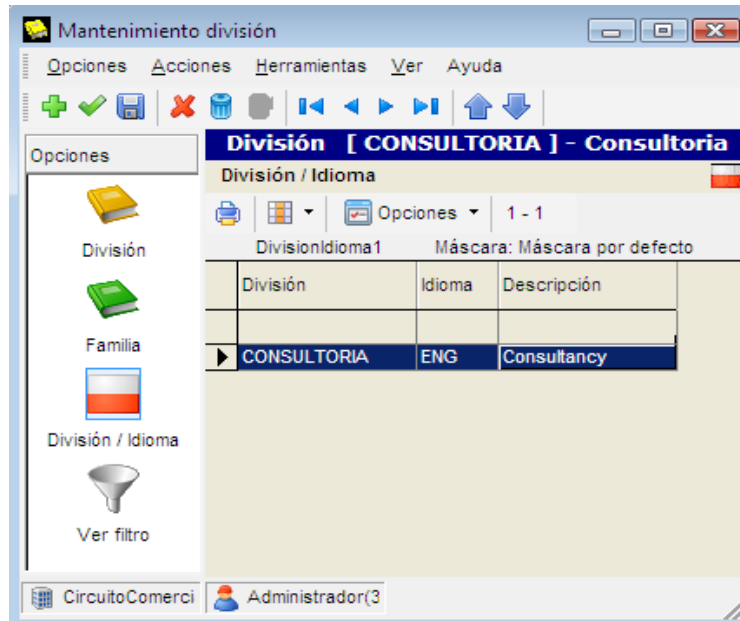 Mantenimiento división
Opciones Acciones Herramientas Ver Ayuda
Opciones
División [ CONSULTORIA ] - Consultoria
División / Idioma
Opciones 1 - 1
DivisionIdioma1 Máscara: Máscara por defecto
División Idioma Descripción
CONSULTORIA ENG Consultancy
División
Familia
División / Idioma
Ver filtro
CircuitoComerci Administrador(3